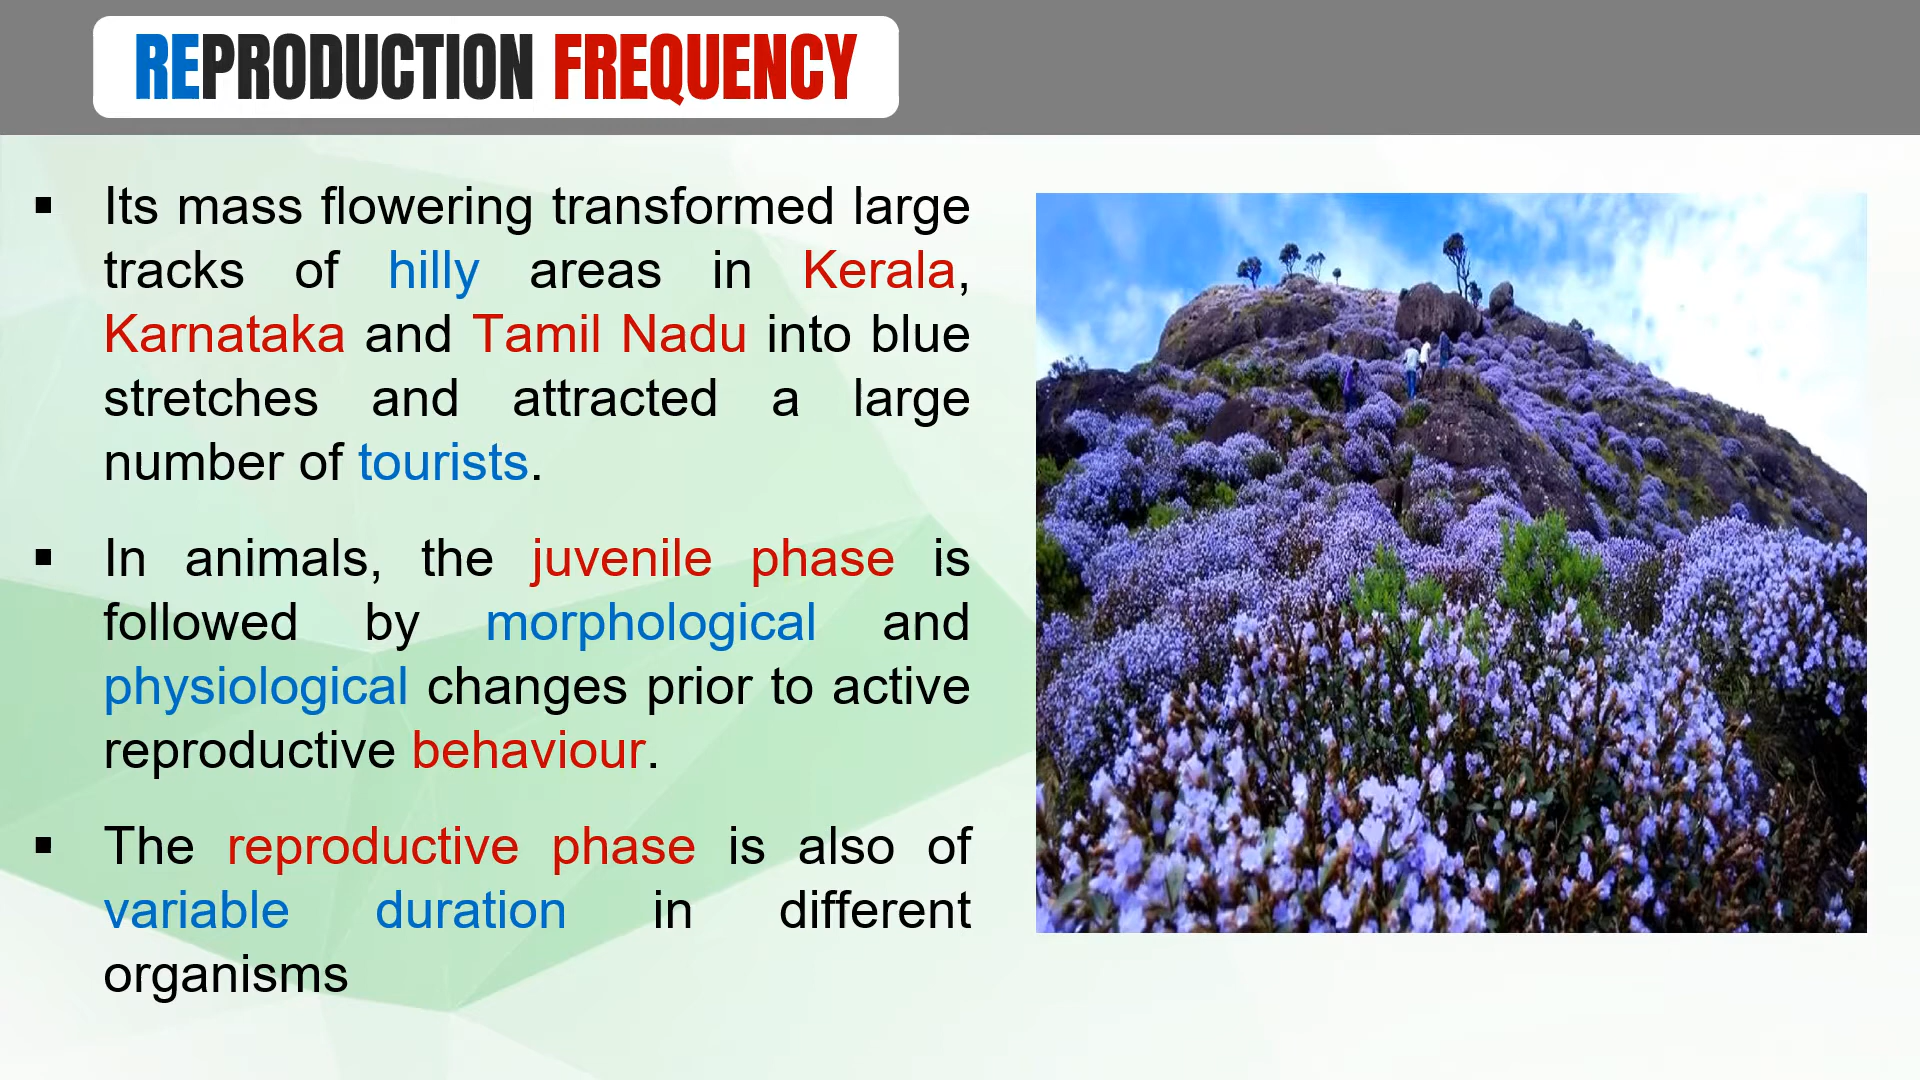 REPRODUCTION FREQUENCY
▪ Its mass flowering transformed large
tracks of hilly areas in Kerala,
Karnataka and Tamil Nadu into blue
stretches and attracted a large
number of tourists.
▪ In animals, the juvenile phase is
followed by morphological and
physiological changes prior to active
reproductive behaviour.
▪ The reproductive phase is also of
variable duration in different
organisms